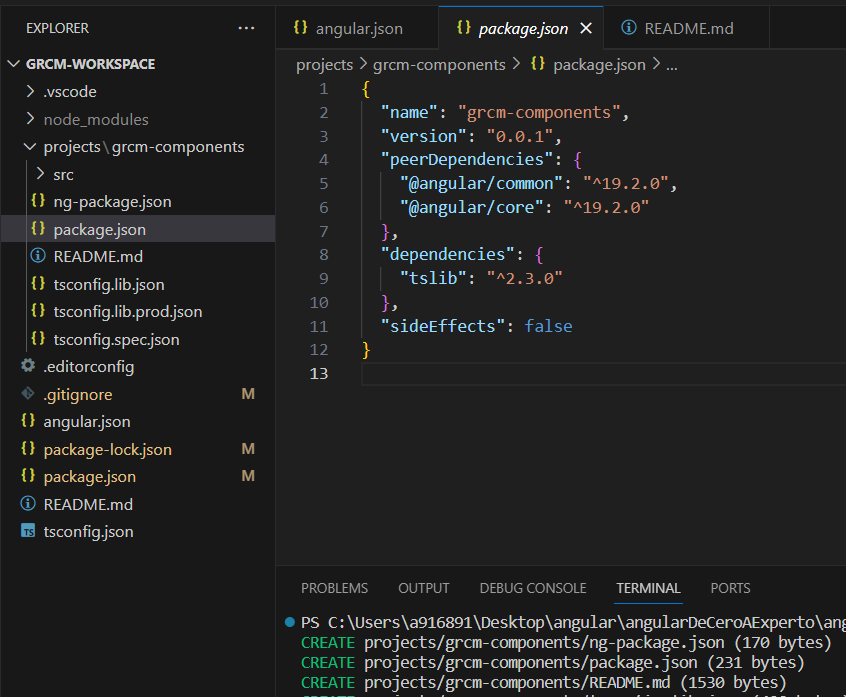 EXPLORER
GRCM-WORKSPACE
.vscode
node_modules
projects\grcm-components
src
ng-package.json
package.json
README.md
tsconfig.lib.json
tsconfig.lib.prod.json
tsconfig.spec.json
.editorconfig
.gitignore M
angular.json
package-lock.json M
package.json M
README.md
tsconfig.json
angular.json package.json README.md
projects > grcm-components > {} package.json > ...
1 {
2 "name": "grcm-components",
3 "version": "0.0.1",
4 "peerDependencies": {
5 "@angular/common": "^19.2.0",
6 "@angular/core": "^19.2.0"
7 },
8 "dependencies": {
9 "tslib": "^2.3.0"
10 },
11 "sideEffects": false
12 }
13
PROBLEMS OUTPUT DEBUG CONSOLE TERMINAL PORTS
PS C:\Users\a916891\Desktop\angular\angularDeCeroAExperto\ang
CREATE projects/grcm-components/ng-package.json (170 bytes)
CREATE projects/grcm-components/package.json (231 bytes)
CREATE projects/grcm-components/README.md (1530 bytes)